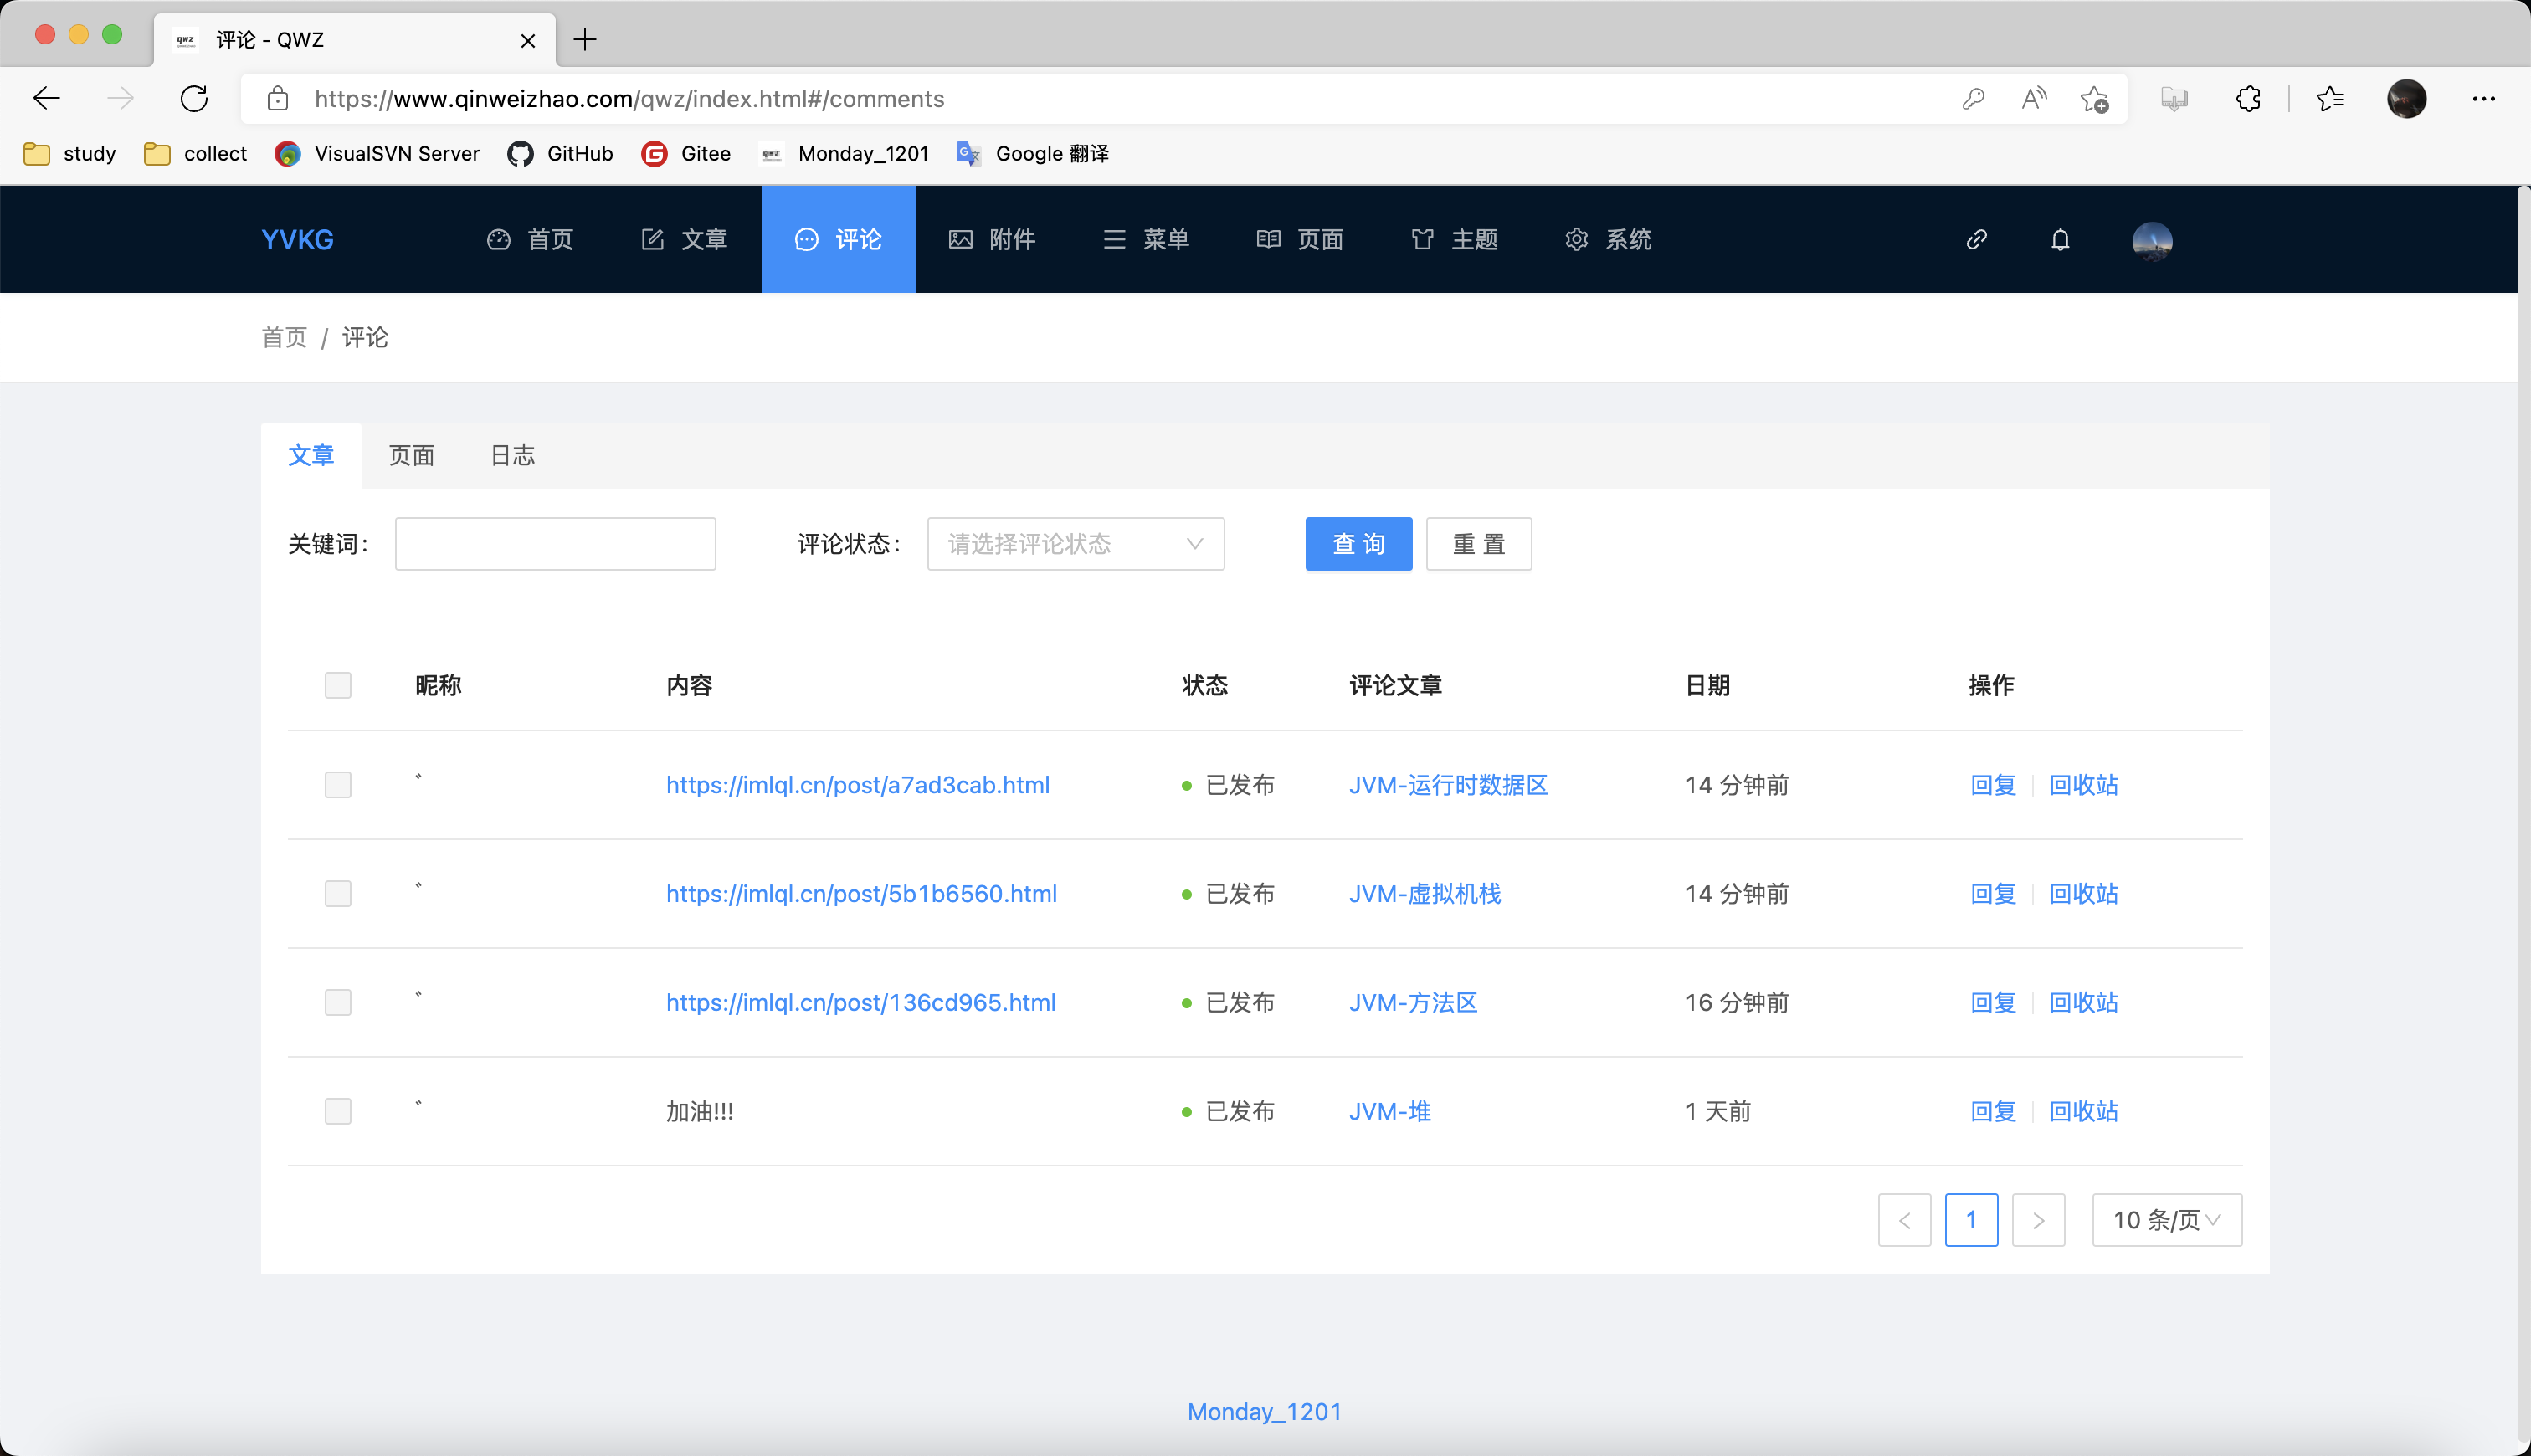 评论 - QWZ
https://www.qinweizhao.com/qwz/index.html#/comments
study collect VisualSVN Server GitHub Gitee Monday_1201 Google 翻译
YVKG 首页 文章 评论 附件 菜单 页面 主题 系统
首页 / 评论
文章 页面 日志
关键词： 评论状态： 请选择评论状态 查 询 重 置
昵称 内容 状态 评论文章 日期 操作
https://imlql.cn/post/a7ad3cab.html 已发布 JVM-运行时数据区 14 分钟前 回复 回收站
https://imlql.cn/post/5b1b6560.html 已发布 JVM-虚拟机栈 14 分钟前 回复 回收站
https://imlql.cn/post/136cd965.html 已发布 JVM-方法区 16 分钟前 回复 回收站
加油!!! 已发布 JVM-堆 1 天前 回复 回收站
< 1 > 10 条/页
Monday_1201